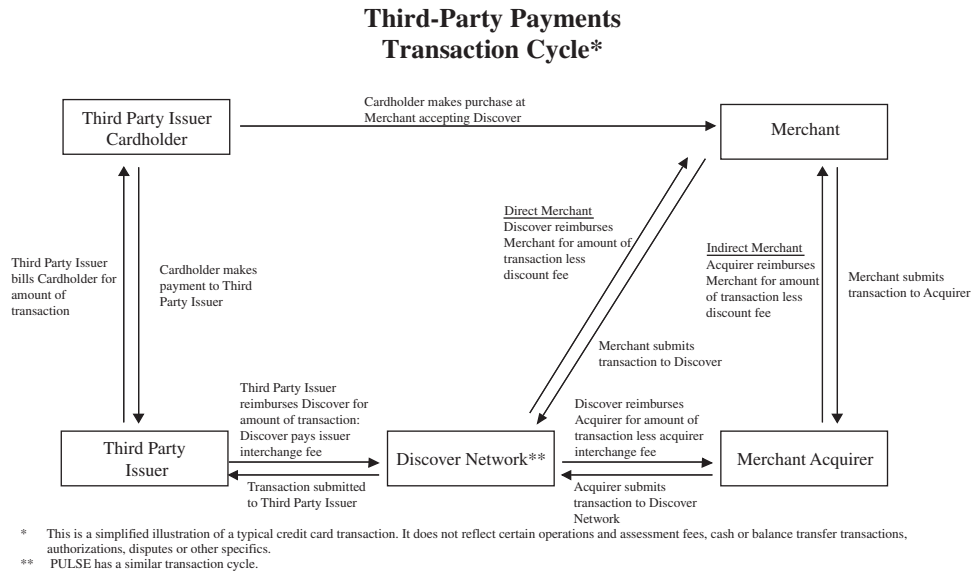 Third-Party Payments
Transaction Cycle*
Cardholder makes purchase at
Merchant accepting Discover
Third Party Issuer
Cardholder
Merchant
Direct Merchant
Discover reimburses
Merchant for amount of
transaction less
discount fee
Indirect Merchant
Acquirer reimburses
Merchant for amount
of transaction less
discount fee
Third Party Issuer
bills Cardholder for
amount of
transaction
Cardholder makes
payment to Third
Party Issuer
Merchant submits
transaction to Acquirer
Merchant submits
transaction to Discover
Third Party Issuer
reimburses Discover for
amount of transaction:
Discover pays issuer
interchange fee
Discover reimburses
Acquirer for amount of
transaction less acquirer
interchange fee
Third Party
Issuer
Discover Network**
Merchant Acquirer
Transaction submitted
to Third Party Issuer
Acquirer submits
transaction to Discover
Network
* This is a simplified illustration of a typical credit card transaction. It does not reflect certain operations and assessment fees, cash or balance transfer transactions,
authorizations, disputes or other specifics.
** PULSE has a similar transaction cycle.